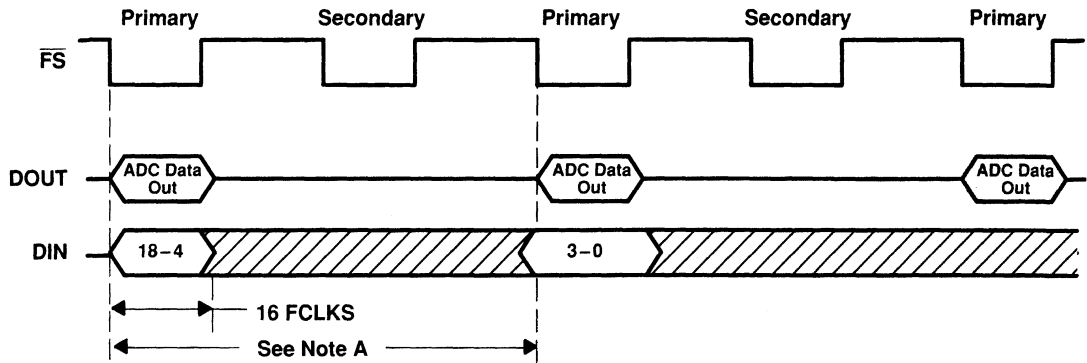 Primary Secondary Primary Secondary Primary
FS
DOUT ADC Data Out ADC Data Out ADC Data Out
DIN 18–4 3–0
16 FCLKS
See Note A